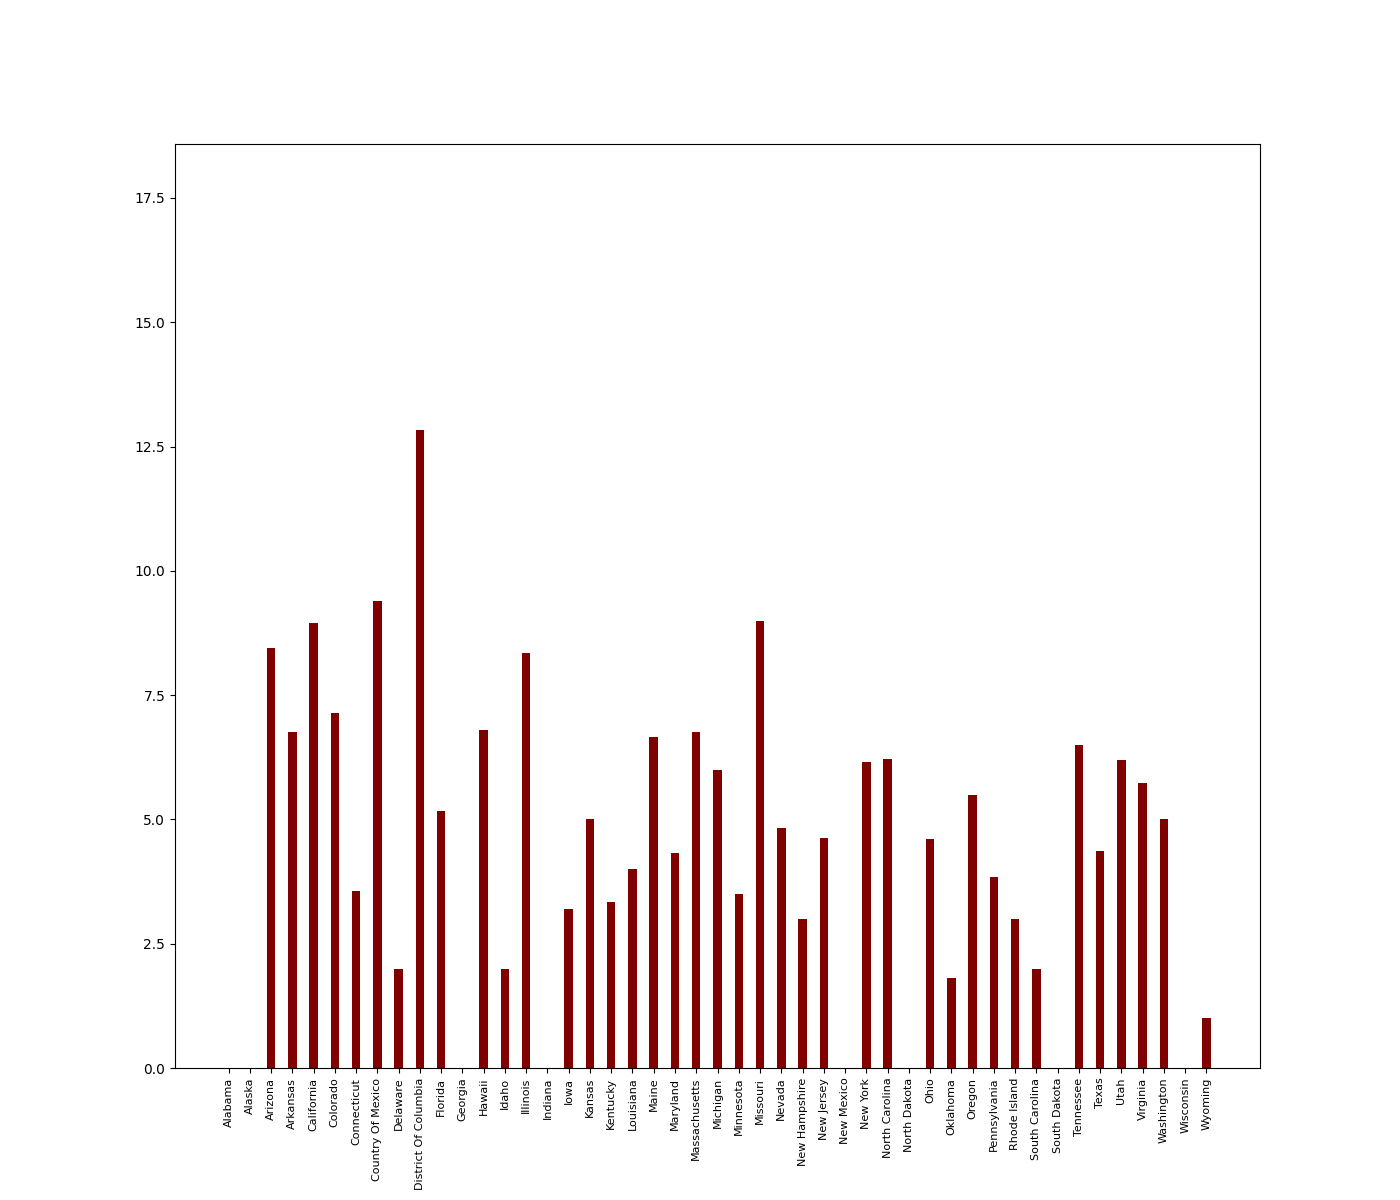 17.5
15.0
12.5
10.0
7.5
5.0
2.5
0.0
Alabama
Alaska
Arizona
Arkansas
California
Colorado
Connecticut
Country Of Mexico
Delaware
District Of Columbia
Florida
Georgia
Hawaii
Idaho
Illinois
Indiana
Iowa
Kansas
Kentucky
Louisiana
Maine
Maryland
Massachusetts
Michigan
Minnesota
Missouri
Nevada
New Hampshire
New Jersey
New Mexico
New York
North Carolina
North Dakota
Ohio
Oklahoma
Oregon
Pennsylvania
Rhode Island
South Carolina
South Dakota
Tennessee
Texas
Utah
Virginia
Washington
Wisconsin
Wyoming